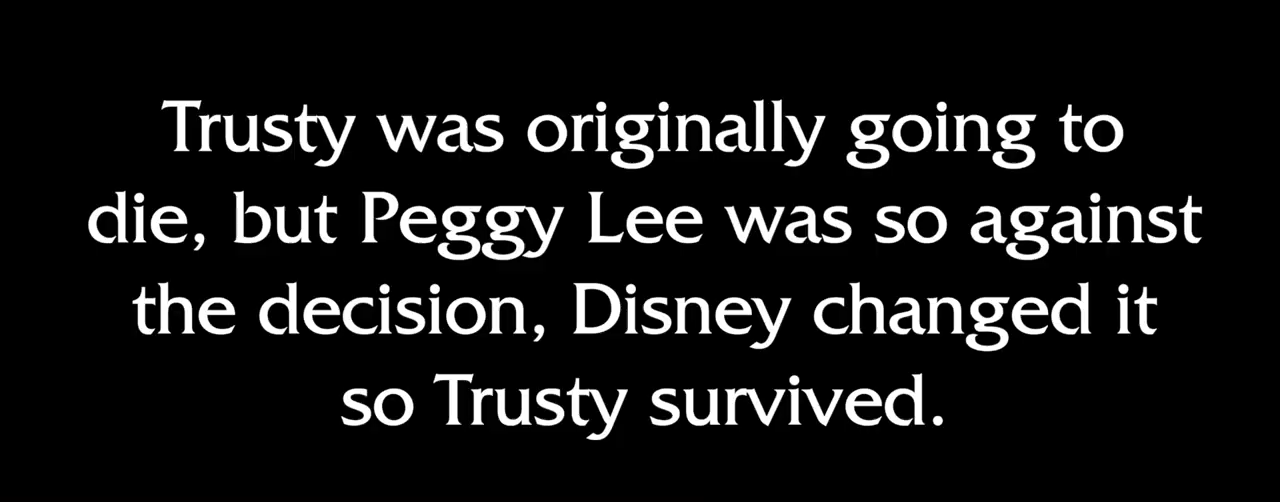 Trusty was originally going to
die, but Peggy Lee was so against
the decision, Disney changed it
so Trusty survived.